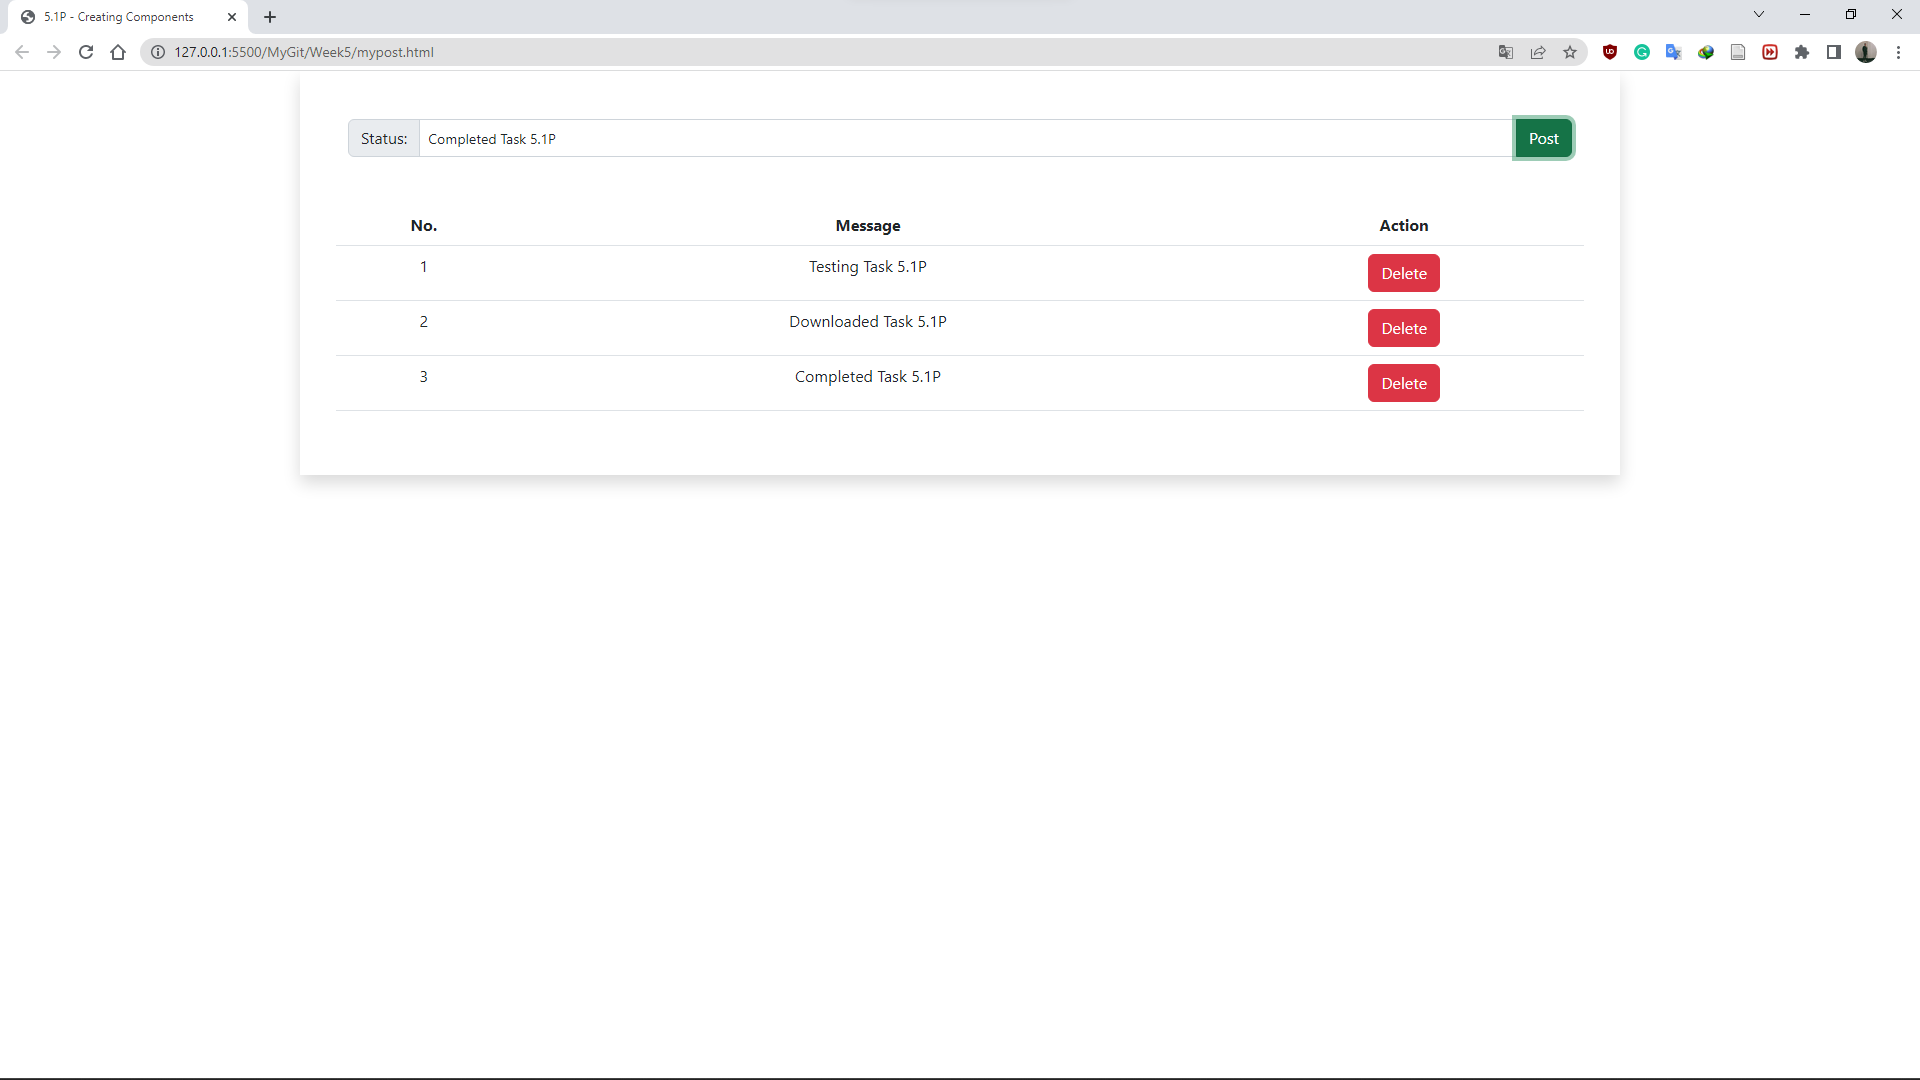 5.1P - Creating Components
127.0.0.1:5500/MyGit/Week5/mypost.html
Status: Completed Task 5.1P Post
No. Message Action
1 Testing Task 5.1P Delete
2 Downloaded Task 5.1P Delete
3 Completed Task 5.1P Delete